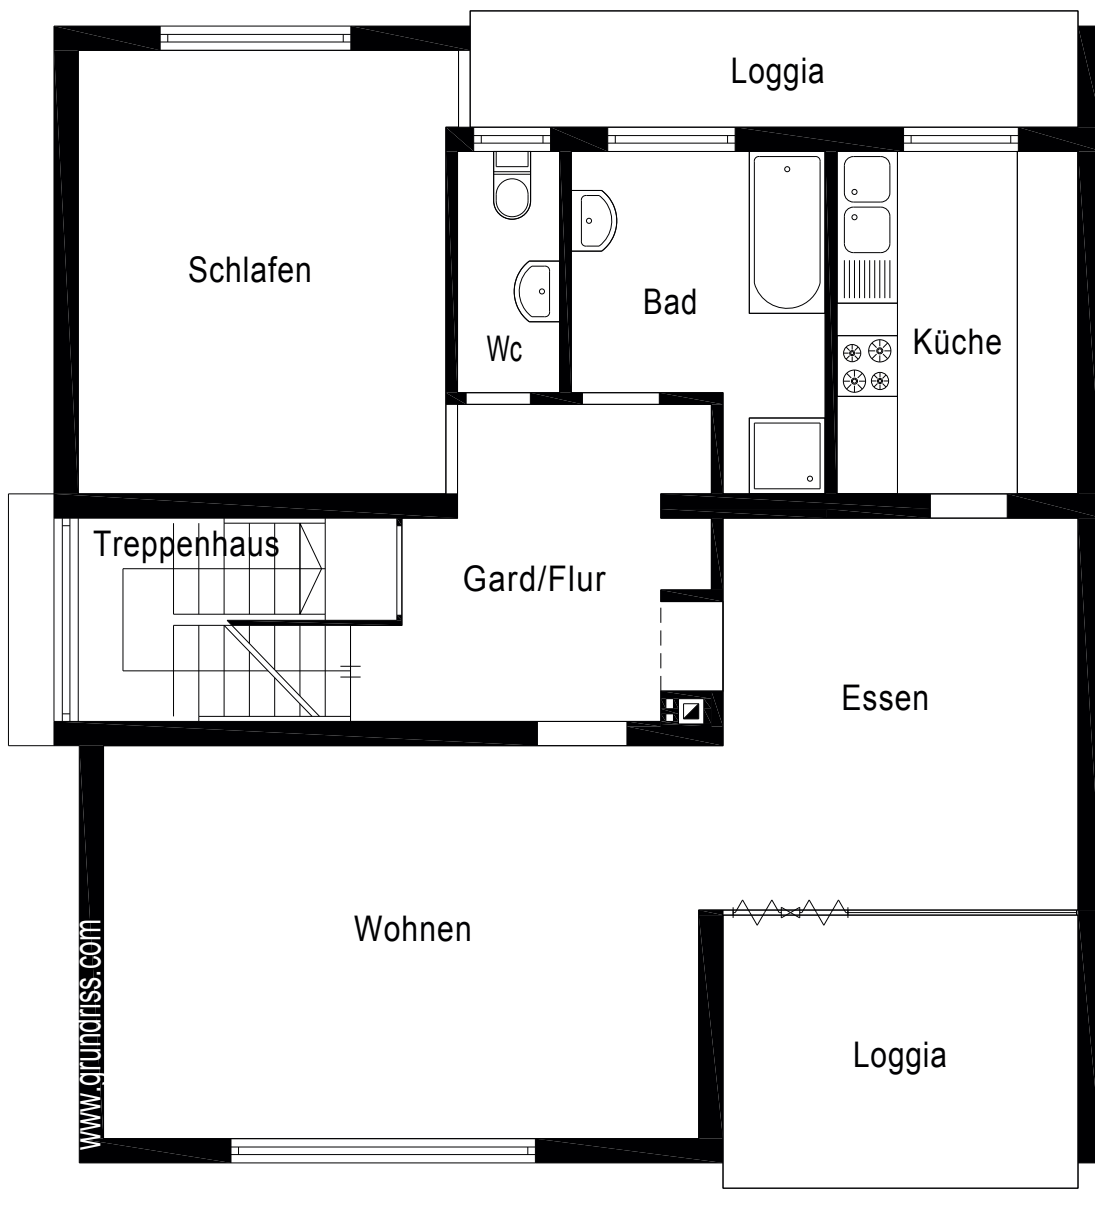 Loggia
Schlafen
Bad
Wc
Küche
Treppenhaus
Gard/Flur
Essen
Wohnen
Loggia
www.grundriss.com